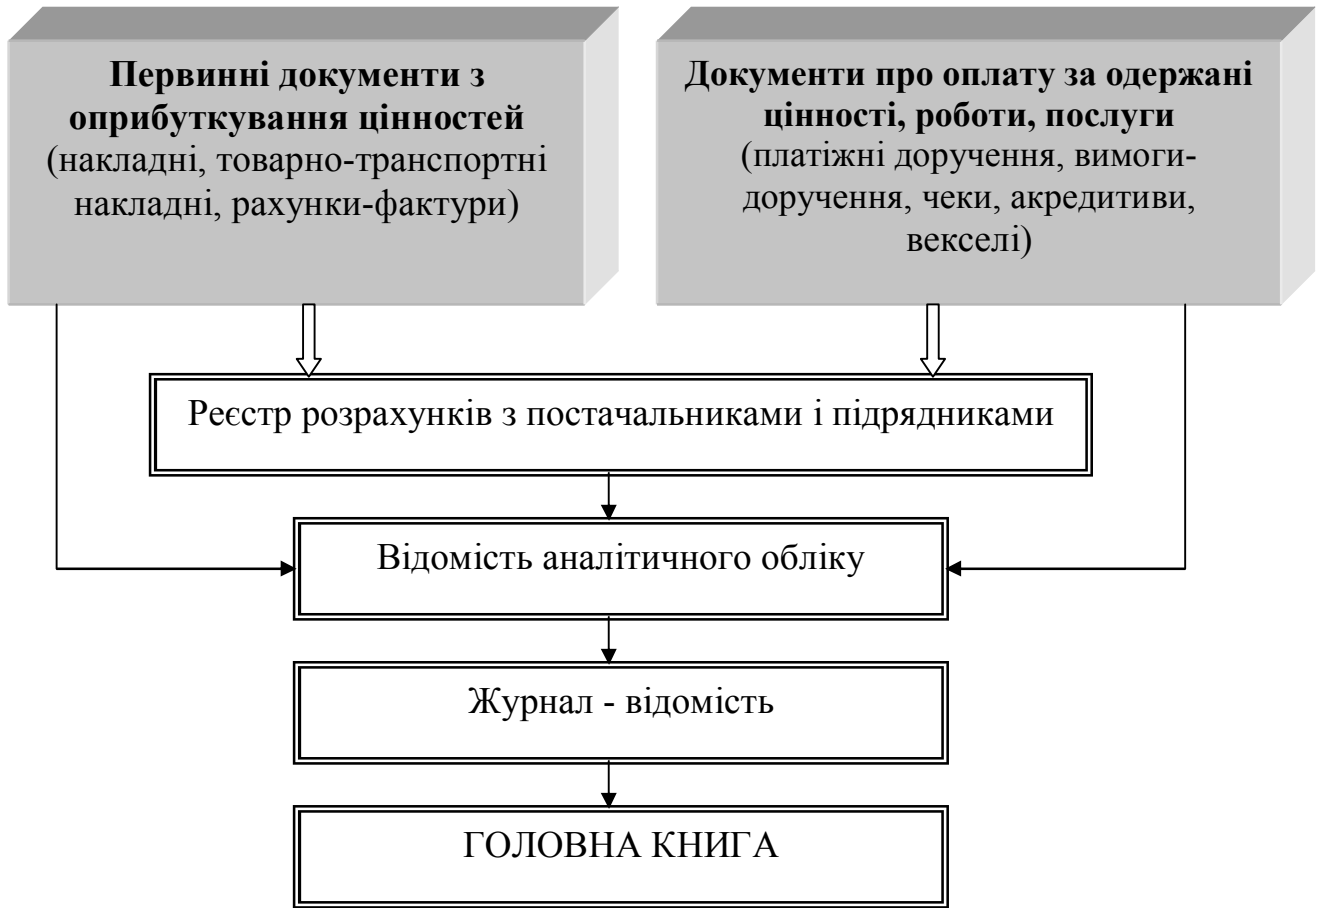 Первинні документи з
оприбуткування цінностей
(накладні, товарно-транспортні
накладні, рахунки-фактури)
Документи про оплату за одержані
цінності, роботи, послуги
(платіжні доручення, вимоги-
доручення, чеки, акредитиви,
векселі)
Реєстр розрахунків з постачальниками і підрядниками
Відомість аналітичного обліку
Журнал - відомість
ГОЛОВНА КНИГА